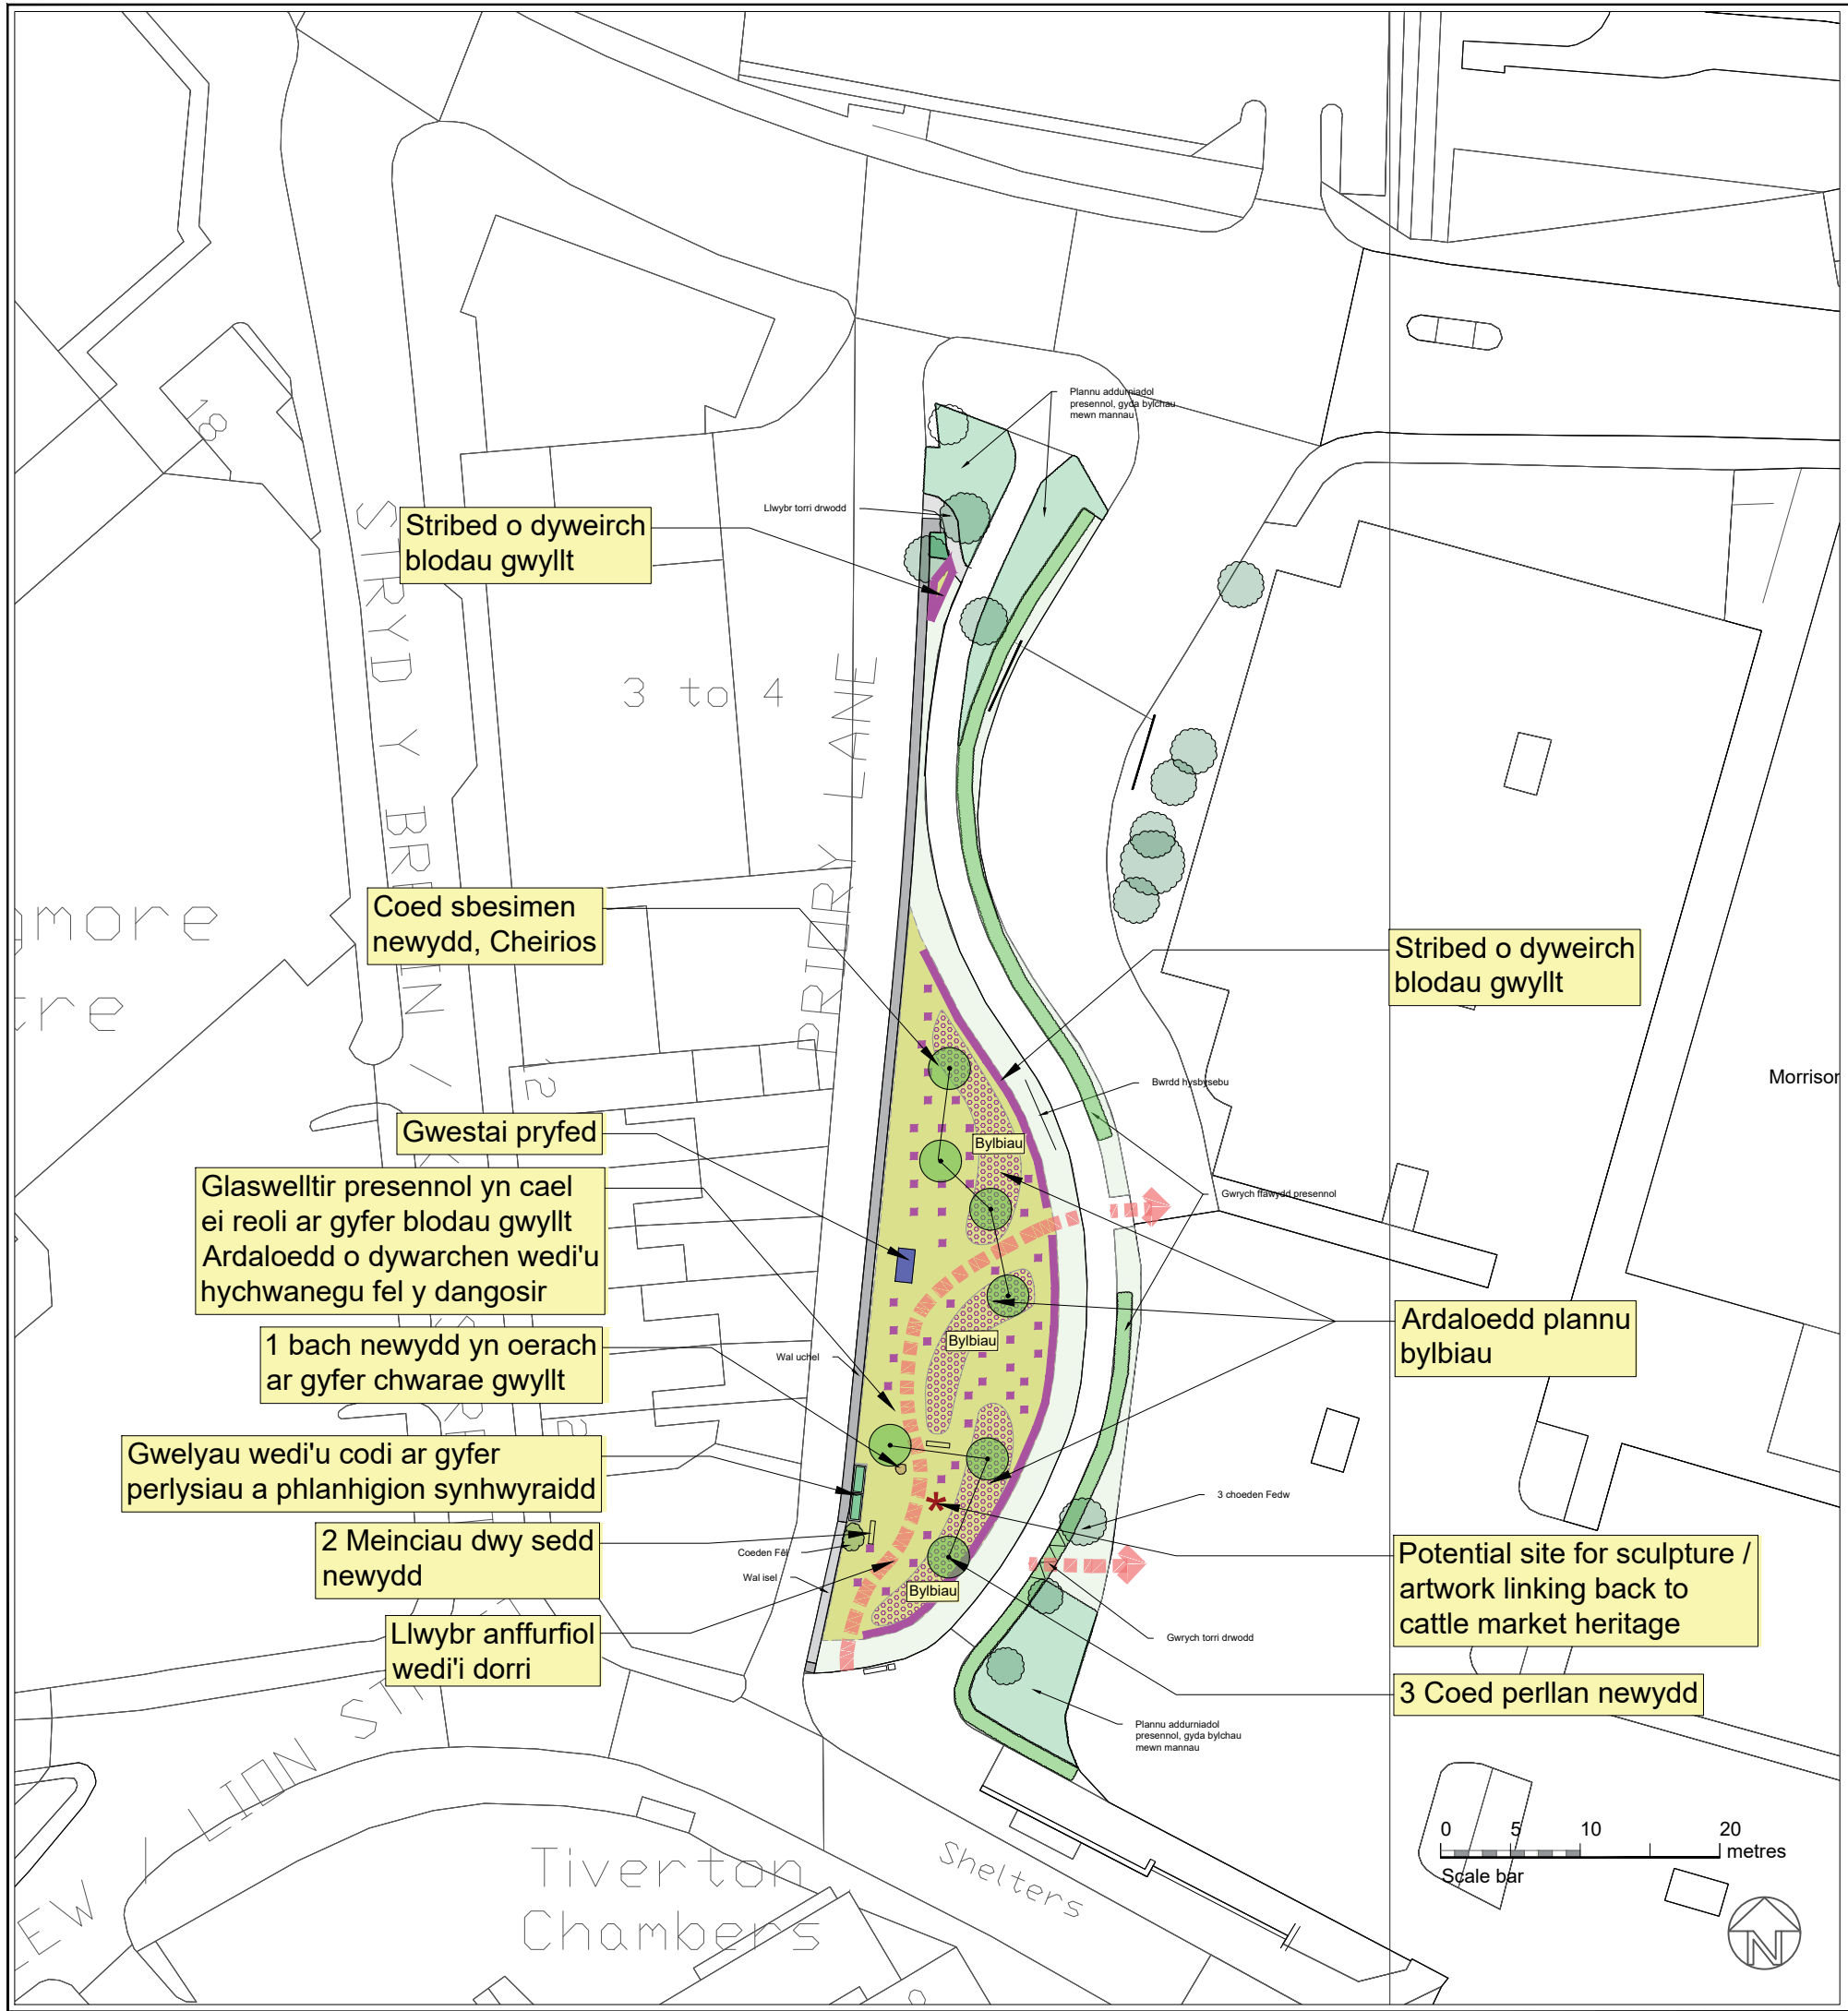 Plannu addurniadol
presennol, gyda bylchau
mewn mannau
18
Llwybr torri drwodd
Stribed o dyweirch
blodau gwyllt
STRYD Y BRENIN /
3 to 4
PRIORY LANE
Coed sbesimen
newydd, Cheirios
more
tre
Stribed o dyweirch
blodau gwyllt
Morrison
Bwrdd hysbysebu
2
Gwestai pryfed
Bylbiau
Glaswelltir presennol yn cael
ei reoli ar gyfer blodau gwyllt
Ardaloedd o dywarchen wedi'u
hychwanegu fel y dangosir
Gwrych ffawydd presennol
Ardaloedd plannu
bylbiau
1 bach newydd yn oerach
ar gyfer chwarae gwyllt
Bylbiau
Wal uchel
Gwelyau wedi'u codi ar gyfer
perlysiau a phlanhigion synhwyraidd
*
3 choeden Fedw
2 Meinciau dwy sedd
newydd
Coeden Fêl
Wal isel
Bylbiau
Potential site for sculpture /
artwork linking back to
cattle market heritage
Llwybr anffurfiol
wedi'i dorri
Gwrych torri drwodd
3 Coed perllan newydd
Plannu addurniadol
presennol, gyda bylchau
mewn mannau
EW / LION ST
Tiverton
Chambers
Shelters
0 5 10 20
metres
Scale bar
N